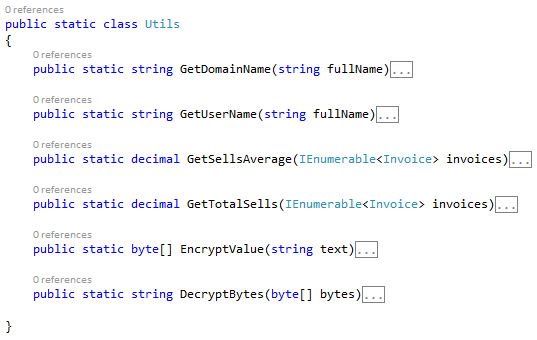 0 references
public static class Utils
{
0 references
public static string GetDomainName(string fullName)...
0 references
public static string GetUserName(string fullName)...
0 references
public static decimal GetSellsAverage(IEnumerable<Invoice> invoices)...
0 references
public static decimal GetTotalSells(IEnumerable<Invoice> invoices)...
0 references
public static byte[] EncryptValue(string text)...
0 references
public static string DecryptBytes(byte[] bytes)...
}